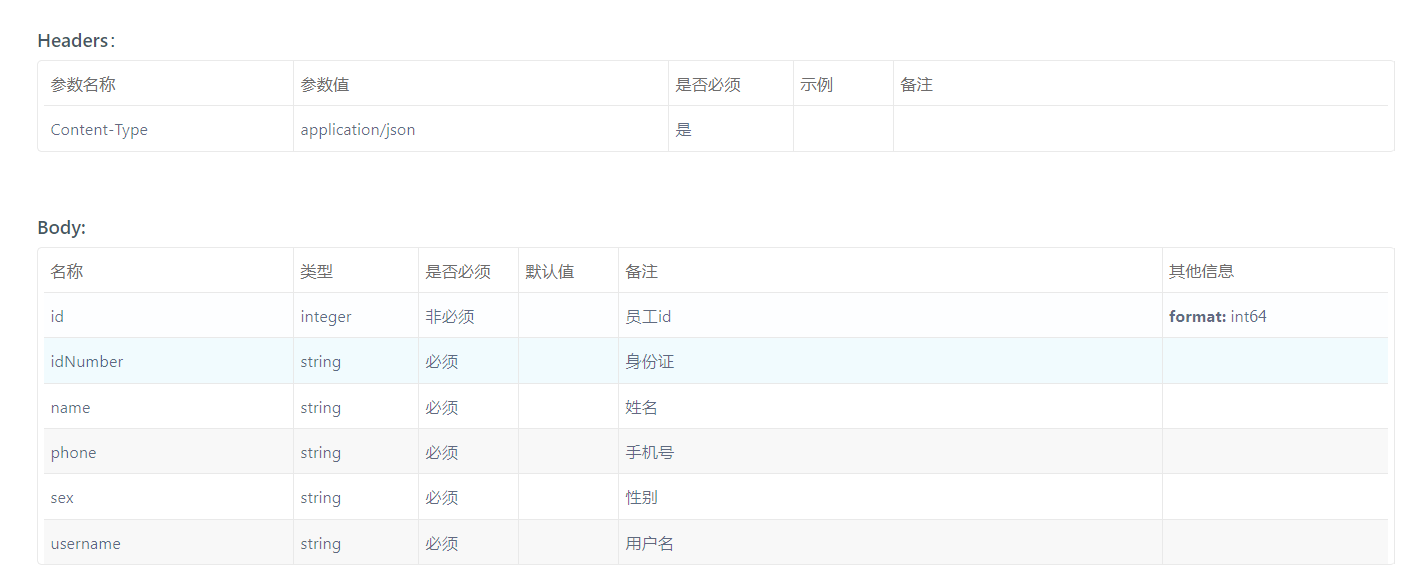 Headers：
参数名称 参数值 是否必须 示例 备注
Content-Type application/json 是
Body:
名称 类型 是否必须 默认值 备注 其他信息
id integer 非必须 员工id format: int64
idNumber string 必须 身份证
name string 必须 姓名
phone string 必须 手机号
sex string 必须 性别
username string 必须 用户名